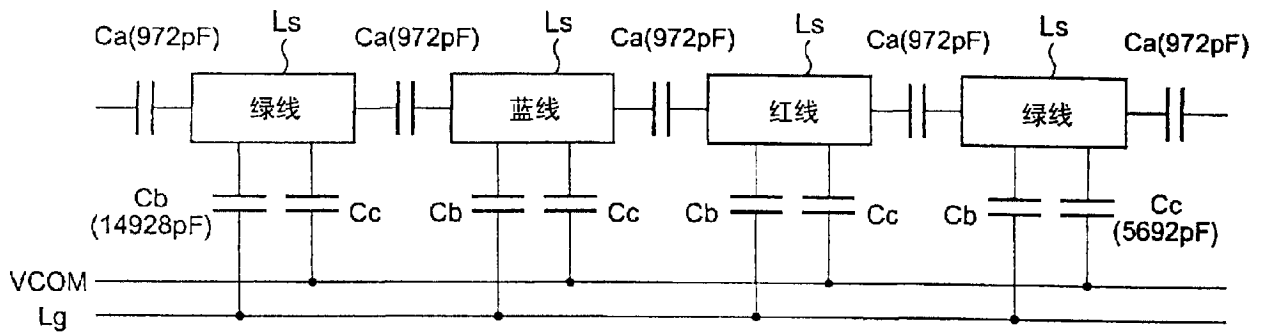 Ca(972pF) Ls Ca(972pF) Ls Ca(972pF) Ls Ca(972pF) Ls Ca(972pF)
绿线 蓝线 红线 绿线
Cb Cc Cb Cc Cb Cc Cb Cc
(14928pF) (5692pF)
VCOM
Lg